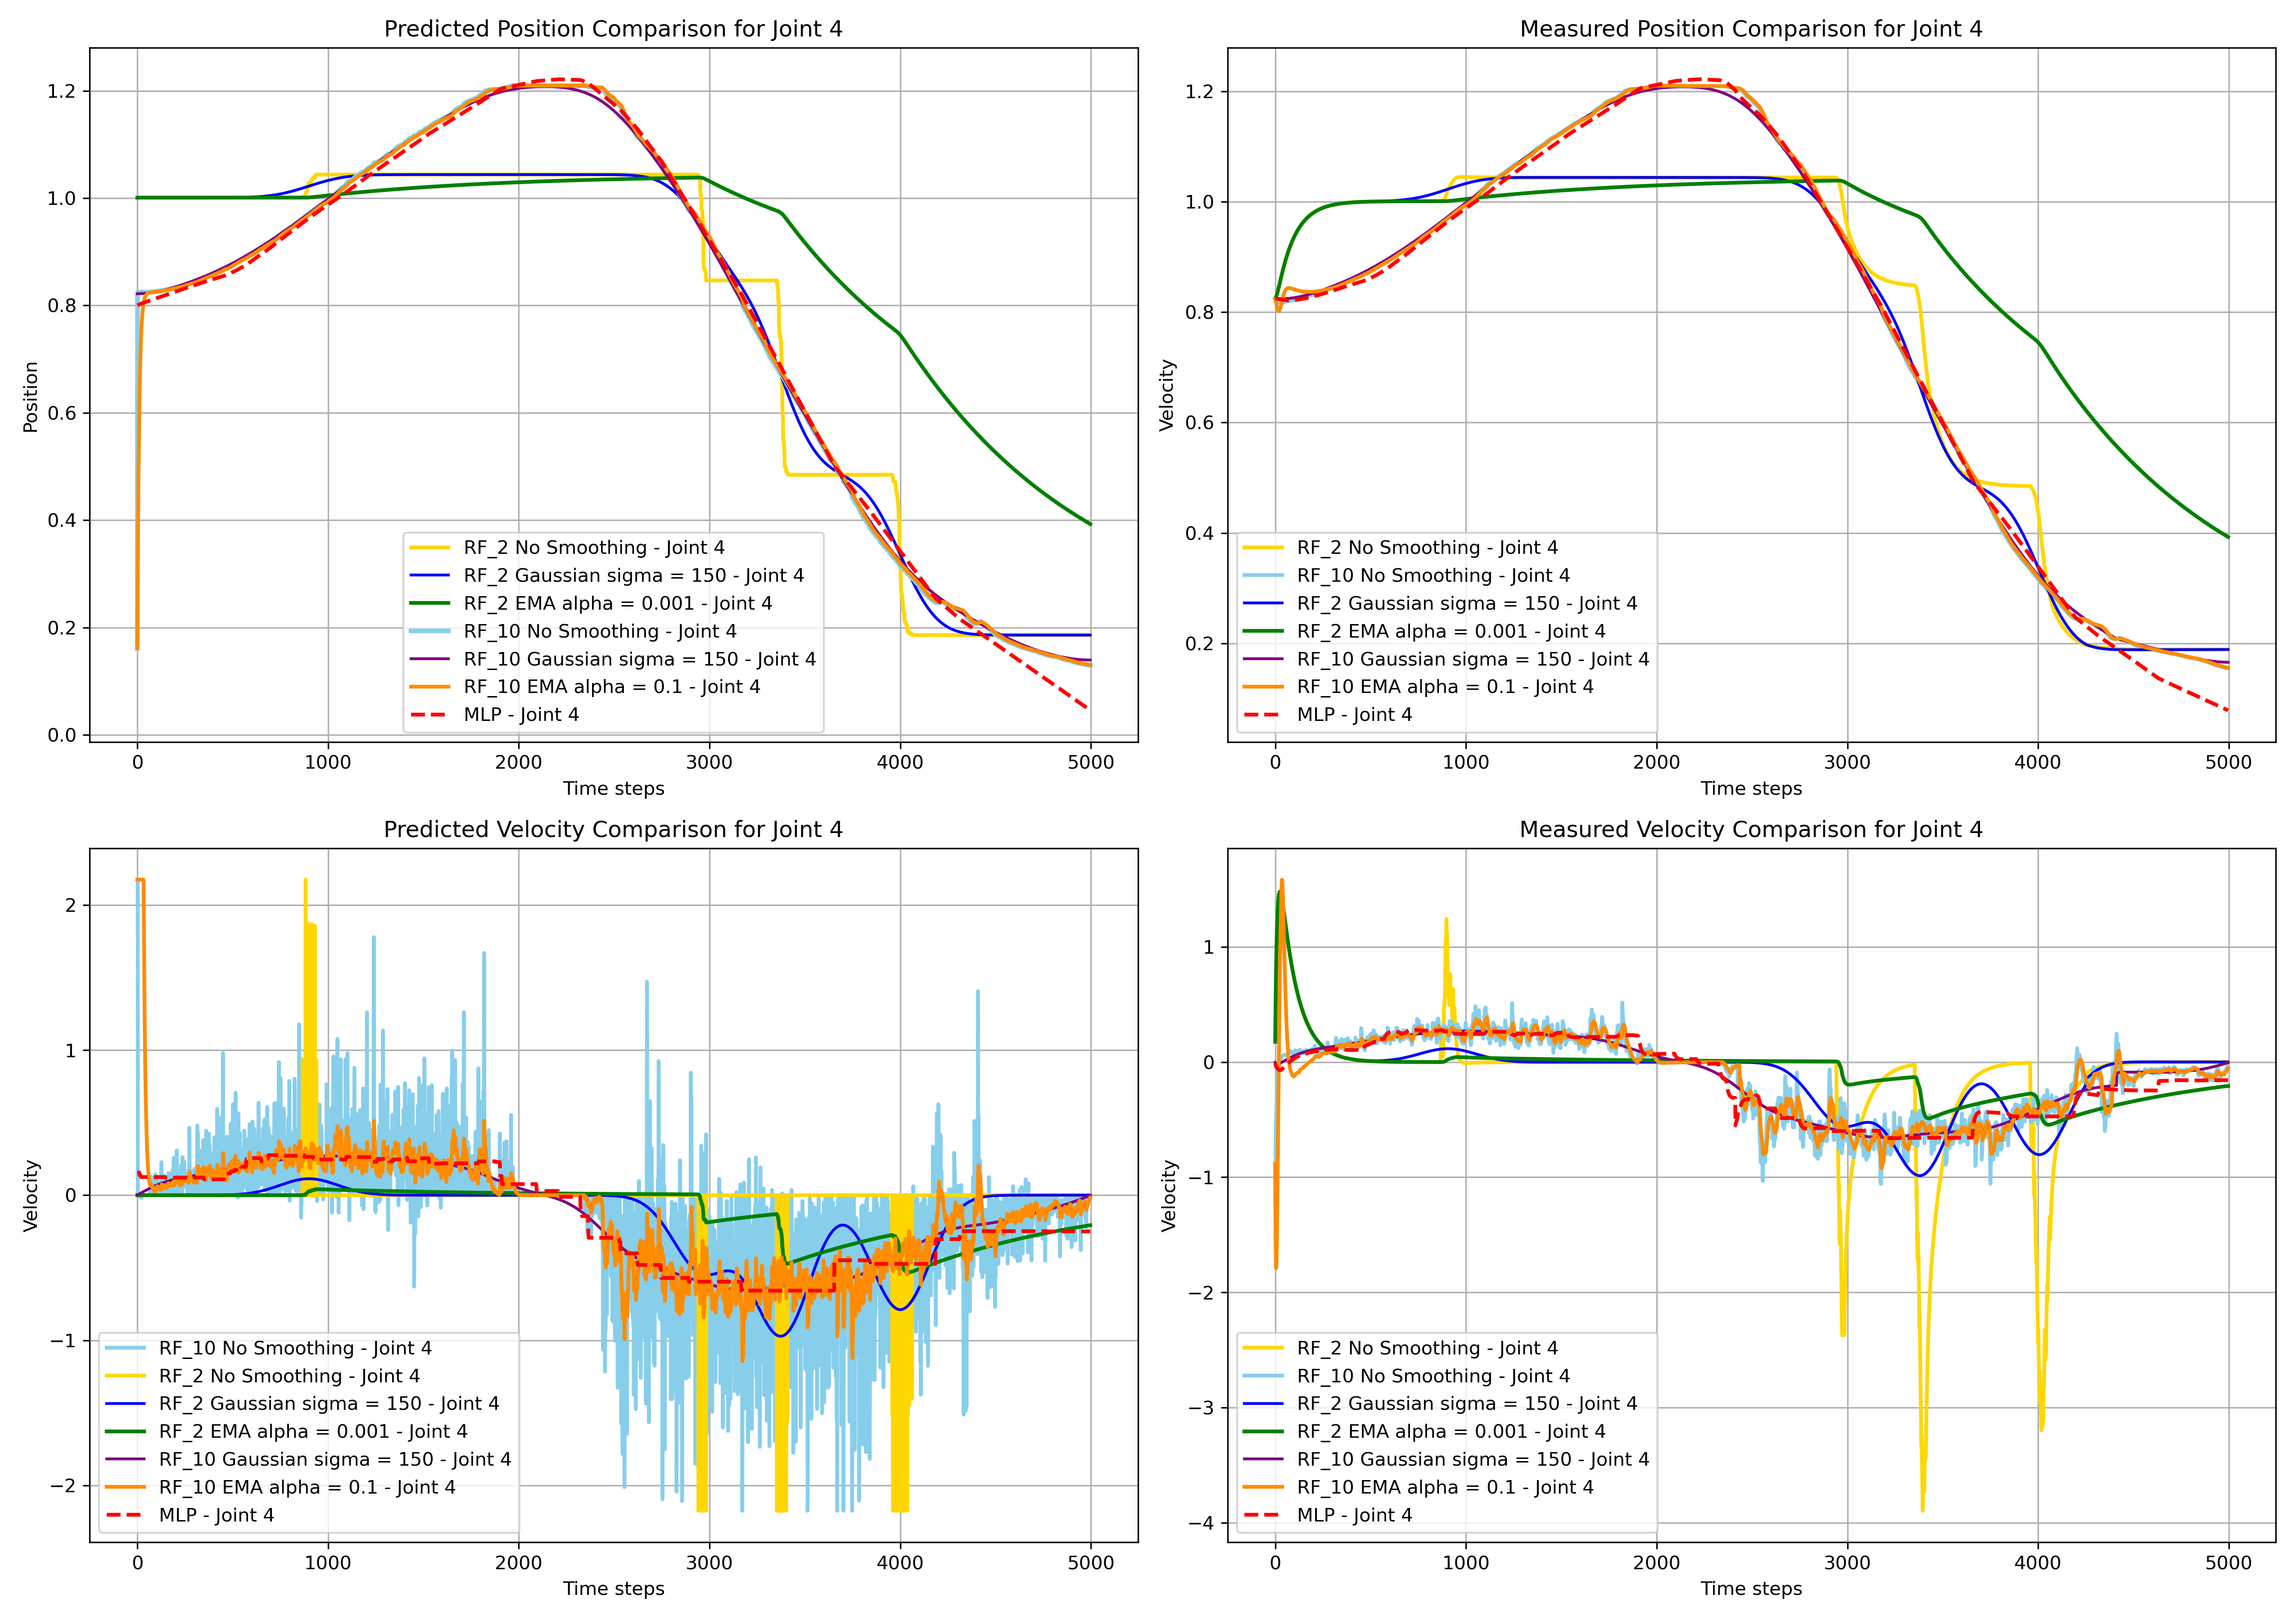 Predicted Position Comparison for Joint 4
Position
1.2
1.0
0.8
0.6
0.4
0.2
0.0
RF_2 No Smoothing - Joint 4
RF_2 Gaussian sigma = 150 - Joint 4
RF_2 EMA alpha = 0.001 - Joint 4
RF_10 No Smoothing - Joint 4
RF_10 Gaussian sigma = 150 - Joint 4
RF_10 EMA alpha = 0.1 - Joint 4
MLP - Joint 4
0 1000 2000 3000 4000 5000
Time steps
Measured Position Comparison for Joint 4
Velocity
1.2
1.0
0.8
0.6
0.4
0.2
RF_2 No Smoothing - Joint 4
RF_10 No Smoothing - Joint 4
RF_2 Gaussian sigma = 150 - Joint 4
RF_2 EMA alpha = 0.001 - Joint 4
RF_10 Gaussian sigma = 150 - Joint 4
RF_10 EMA alpha = 0.1 - Joint 4
MLP - Joint 4
0 1000 2000 3000 4000 5000
Time steps
Predicted Velocity Comparison for Joint 4
Velocity
2
1
0
−1
−2
RF_10 No Smoothing - Joint 4
RF_2 No Smoothing - Joint 4
RF_2 Gaussian sigma = 150 - Joint 4
RF_2 EMA alpha = 0.001 - Joint 4
RF_10 Gaussian sigma = 150 - Joint 4
RF_10 EMA alpha = 0.1 - Joint 4
MLP - Joint 4
0 1000 2000 3000 4000 5000
Time steps
Measured Velocity Comparison for Joint 4
Velocity
1
0
−1
−2
−3
−4
RF_2 No Smoothing - Joint 4
RF_10 No Smoothing - Joint 4
RF_2 Gaussian sigma = 150 - Joint 4
RF_2 EMA alpha = 0.001 - Joint 4
RF_10 Gaussian sigma = 150 - Joint 4
RF_10 EMA alpha = 0.1 - Joint 4
MLP - Joint 4
0 1000 2000 3000 4000 5000
Time steps